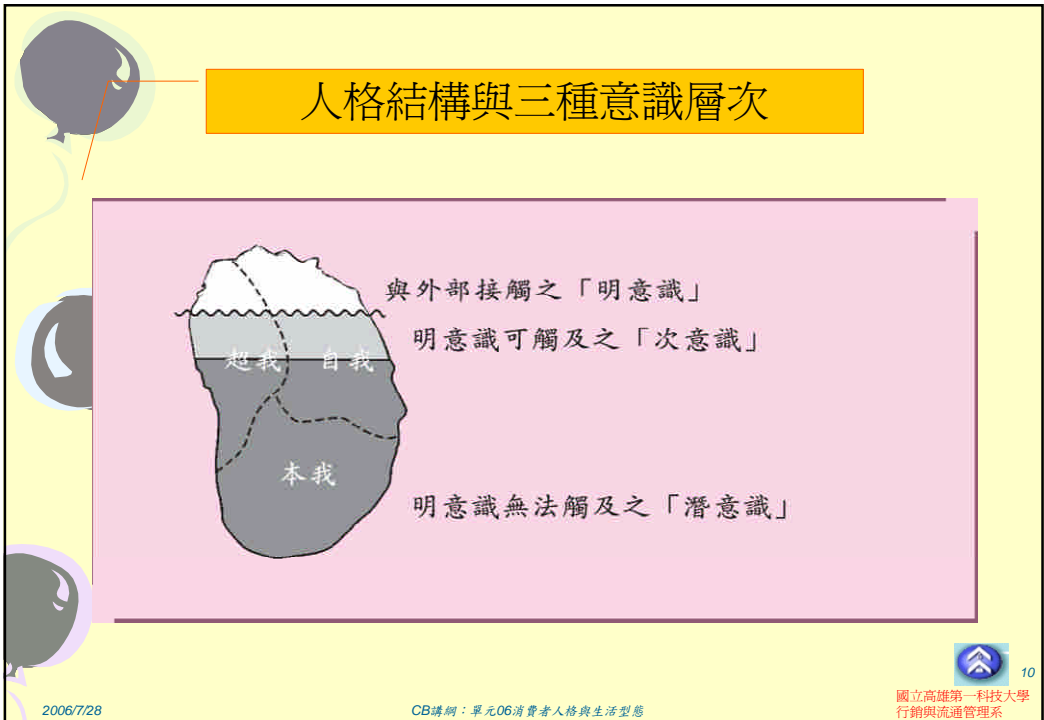 人格結構與三種意識層次
與外部接觸之「明意識」
明意識可觸及之「次意識」
超我 自我
本我
明意識無法觸及之「潛意識」
10
2006/7/28 CB講綱：單元06消費者人格與生活型態 國立高雄第一科技大學
行銷與流通管理系